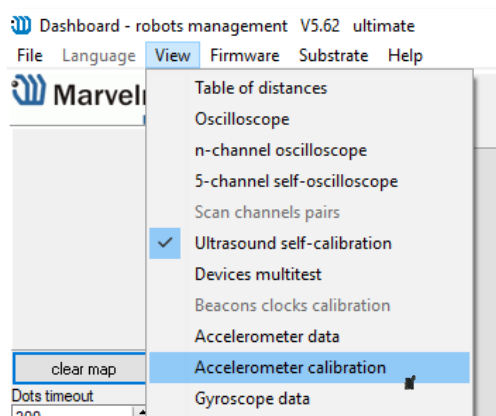 Dashboard - robots management V5.62 ultimate
File Language View Firmware Substrate Help
Table of distances
Oscilloscope
n-channel oscilloscope
5-channel self-oscilloscope
Scan channels pairs
Ultrasound self-calibration
Devices multitest
Beacons clocks calibration
Accelerometer data
Accelerometer calibration
Gyroscope data
clear map
Dots timeout